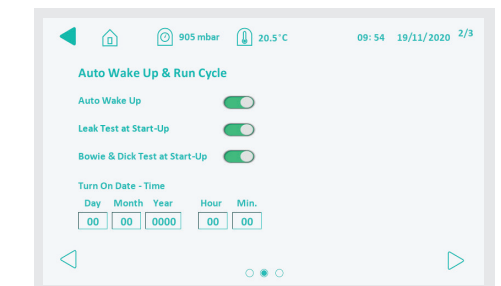 905 mbar 20.5°C 09:54 19/11/2020 2/3
Auto Wake Up & Run Cycle
Auto Wake Up
Leak Test at Start-Up
Bowie & Dick Test at Start-Up
Turn On Date - Time
Day Month Year Hour Min.
00 00 0000 00 00